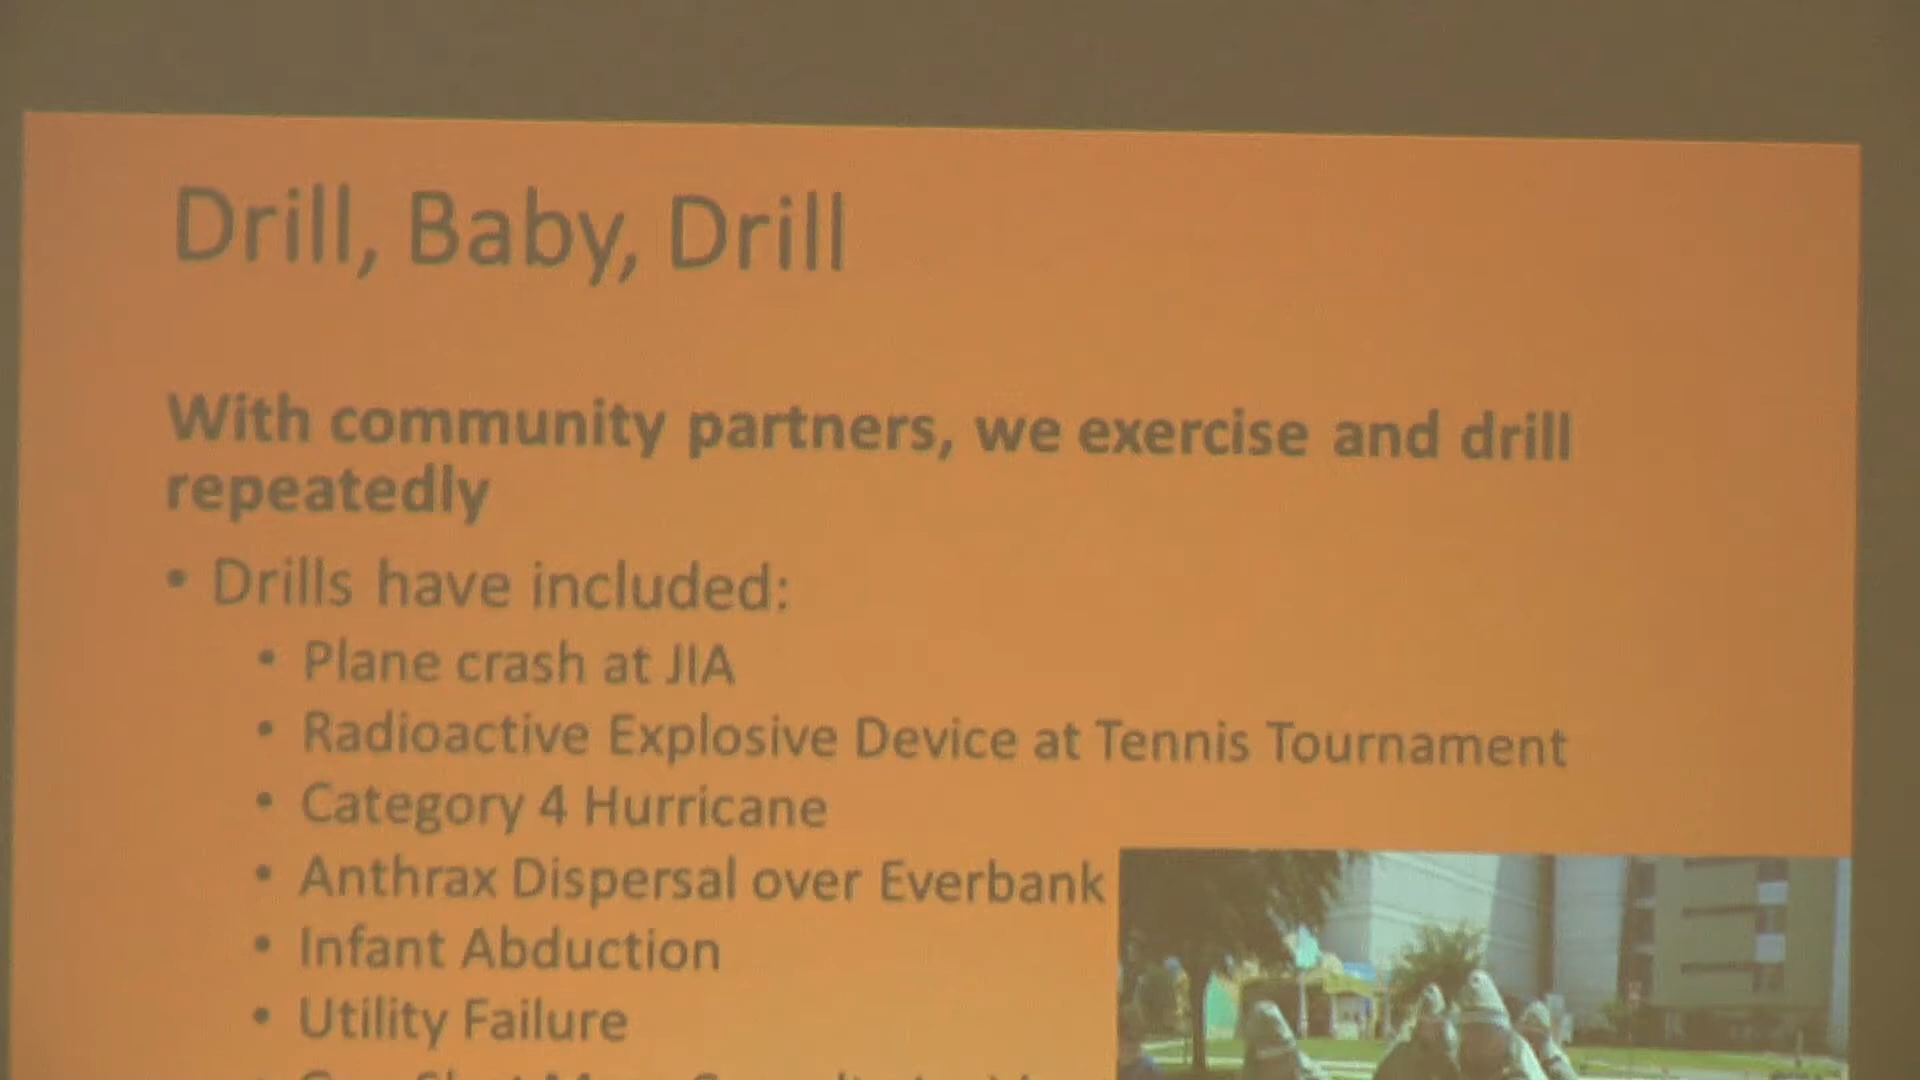 Drill, Baby, Drill
With community partners, we exercise and drill
repeatedly
• Drills have included:
• Plane crash at JIA
• Radioactive Explosive Device at Tennis Tournament
• Category 4 Hurricane
• Anthrax Dispersal over Everbank
• Infant Abduction
• Utility Failure